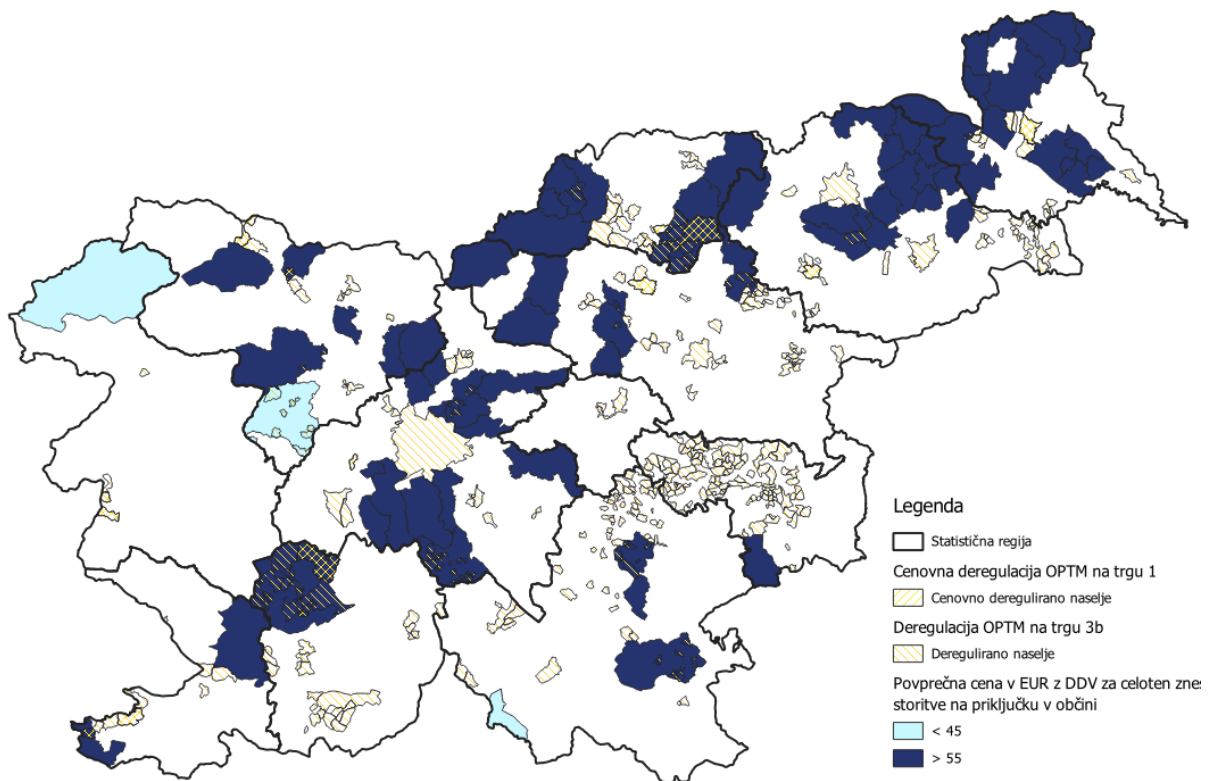 Legenda
Statistična regija
Cenovna deregulacija OPTM na trgu 1
Cenovno deregulirano naselje
Deregulacija OPTM na trgu 3b
Deregulirano naselje
Povprečna cena v EUR z DDV za celoten zne
storitve na priključku v občini
< 45
> 55